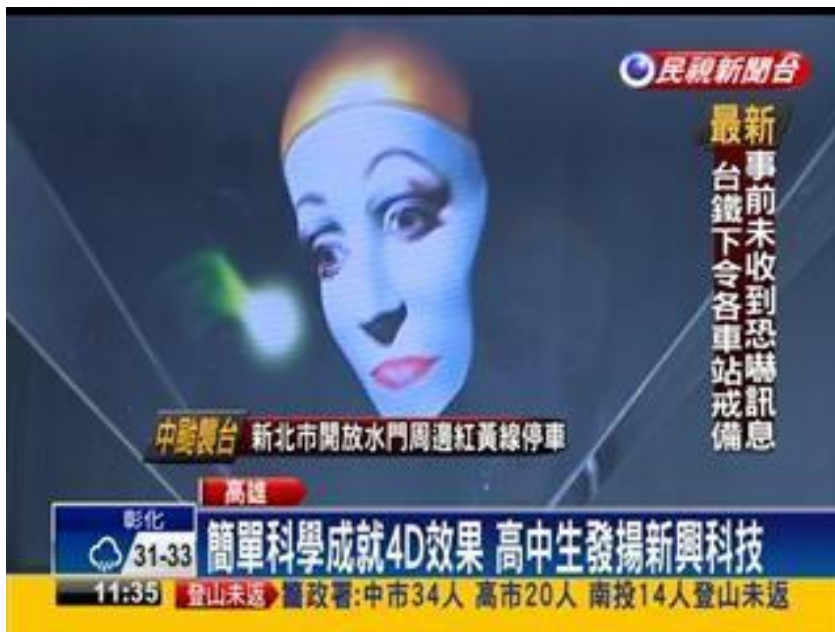 民視新聞台
最新
事前未收到恐嚇訊息
台鐵下令各車站戒備
中颱襲台 新北市開放水門周邊紅黃線停車
高雄
彰化
31-33
簡單科學成就4D效果 高中生發揚新興科技
11:35 登山未返 警政署:中市34人 高市20人 南投14人登山未返